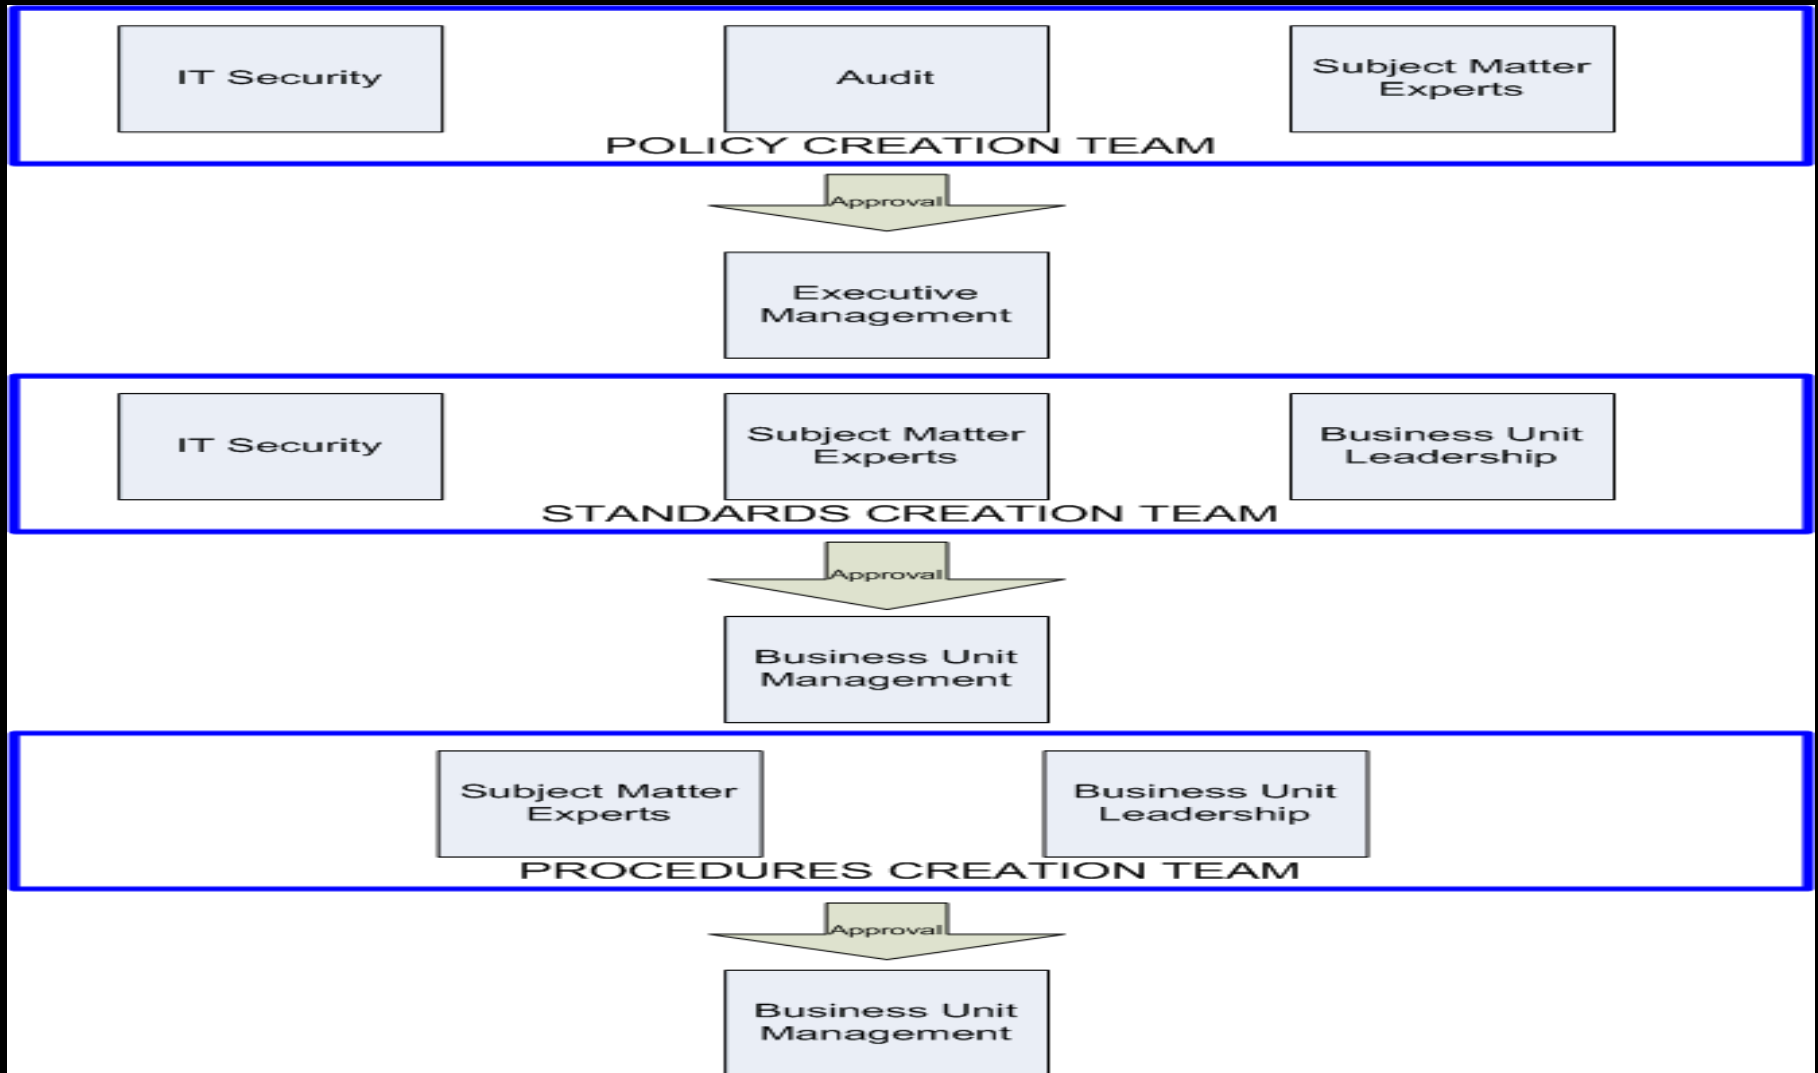 IT Security
Audit
Subject Matter
Experts
POLICY CREATION TEAM
Approval
Executive
Management
IT Security
Subject Matter
Experts
Business Unit
Leadership
STANDARDS CREATION TEAM
Approval
Business Unit
Management
Subject Matter
Experts
Business Unit
Leadership
PROCEDURES CREATION TEAM
Approval
Business Unit
Management